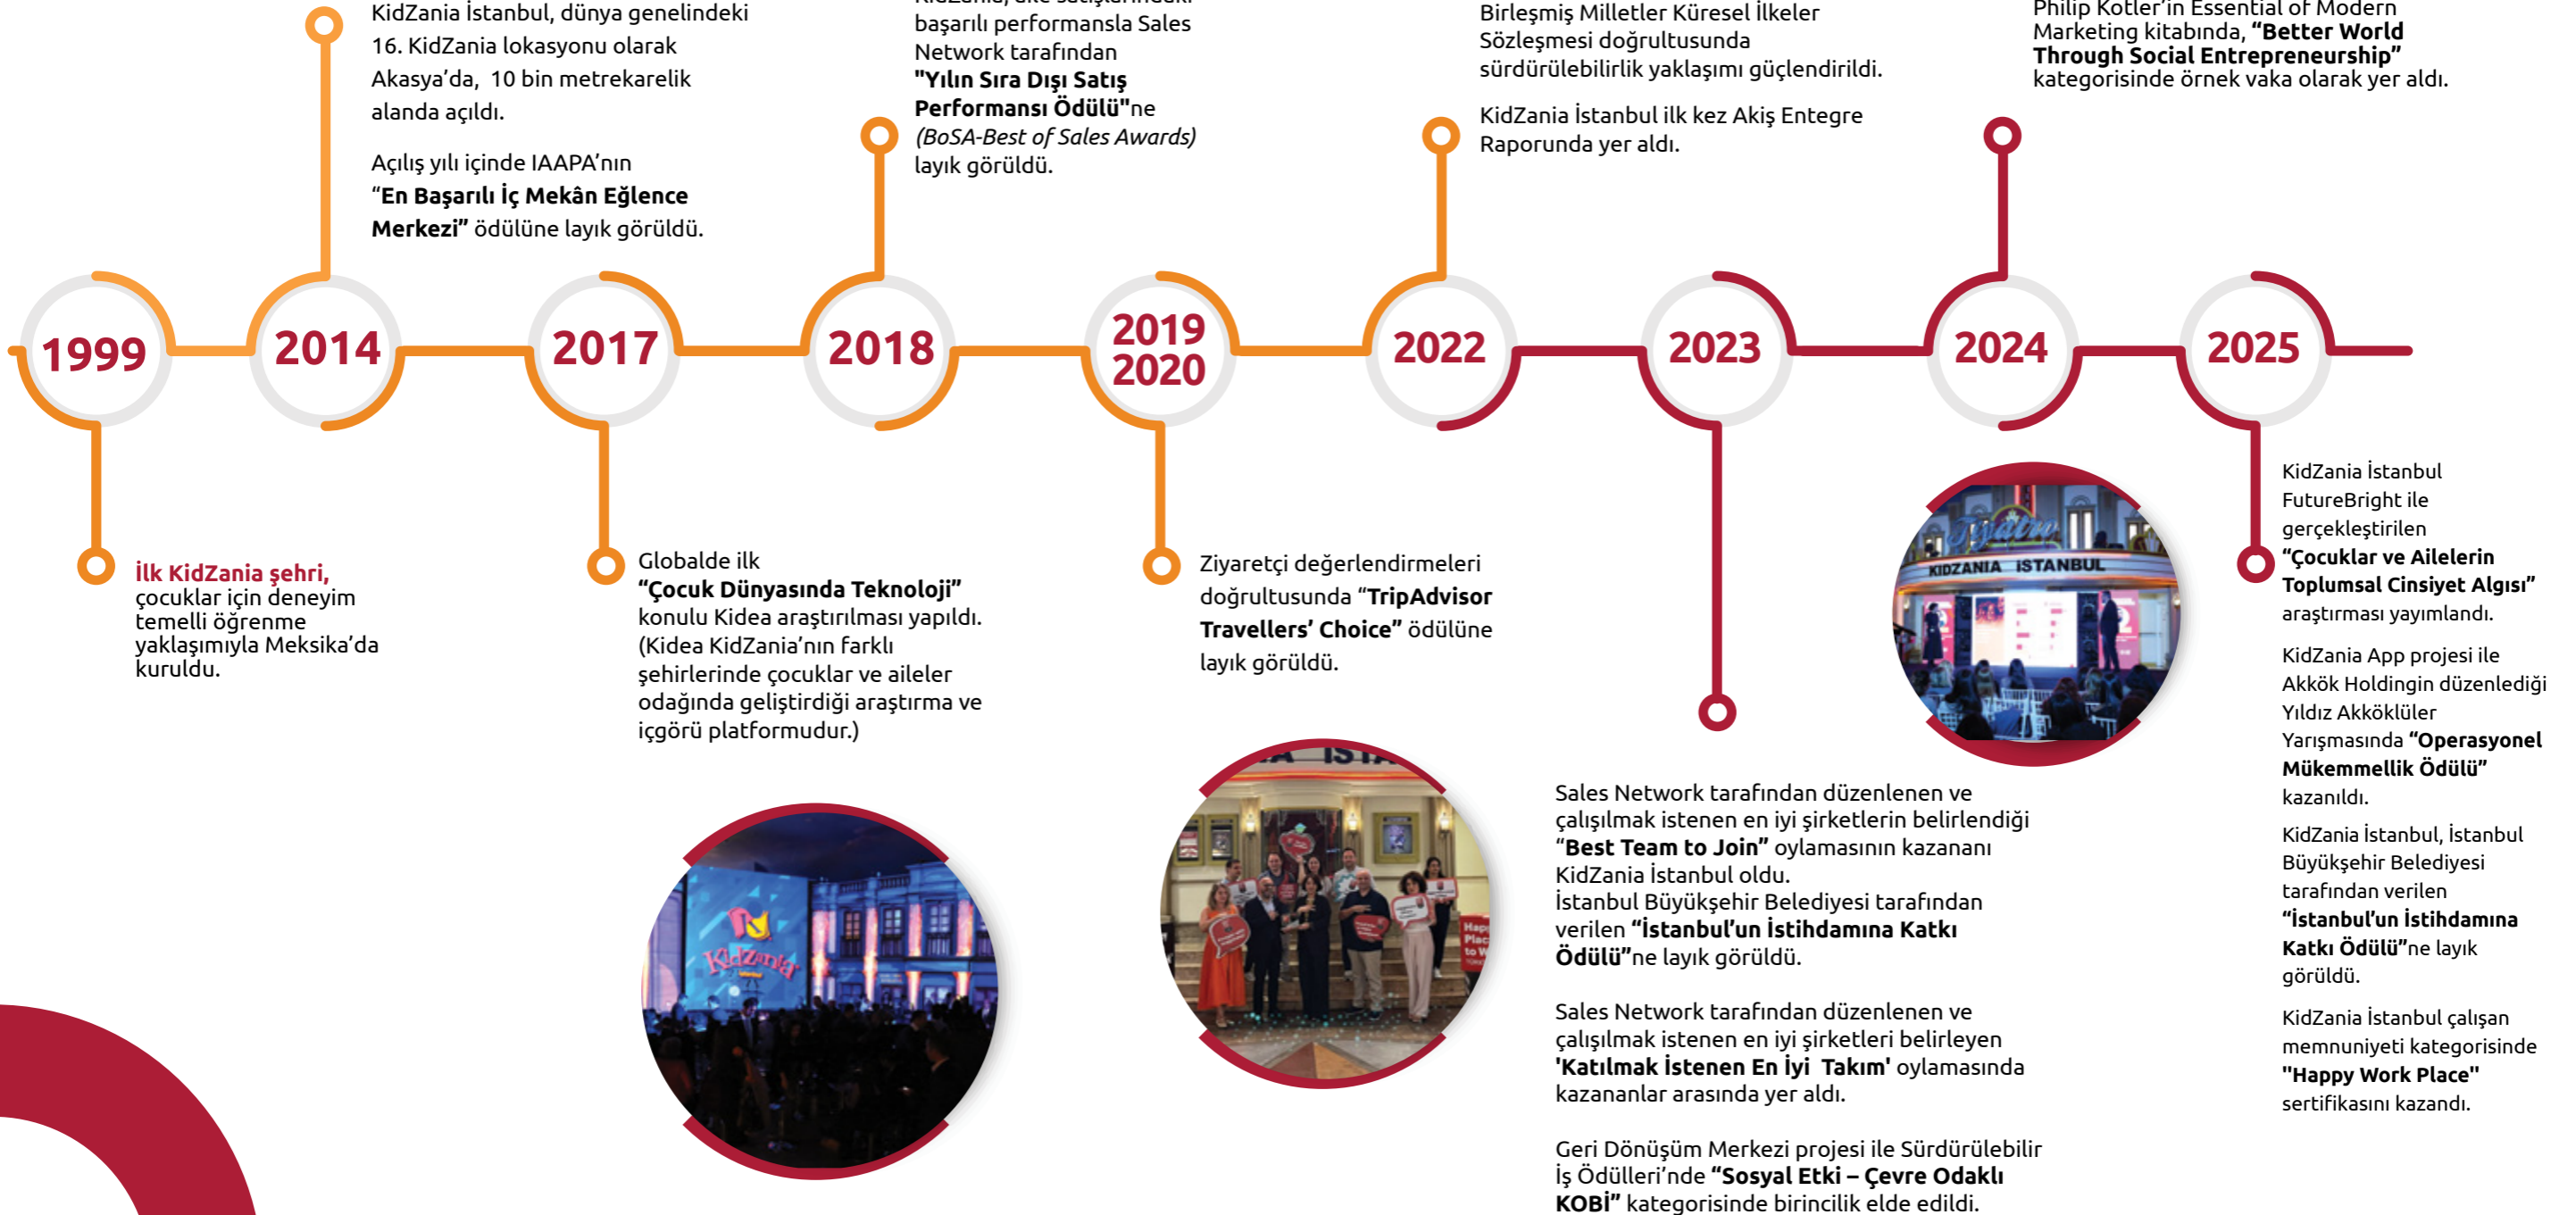 KidZania İstanbul, dünya genelindeki
16. KidZania lokasyonu olarak
Akasya’da, 10 bin metrekarelik
alanda açıldı.
Açılış yılı içinde IAAPA’nın
“En Başarılı İç Mekân Eğlence
Merkezi” ödülüne layık görüldü.
başarılı performansla Sales
Network tarafından
"Yılın Sıra Dışı Satış
Performansı Ödülü"ne
(BoSA-Best of Sales Awards)
layık görüldü.
Birleşmiş Milletler Küresel İlkeler
Sözleşmesi doğrultusunda
sürdürülebilirlik yaklaşımı güçlendirildi.
KidZania İstanbul ilk kez Akiş Entegre
Raporunda yer aldı.
Philip Kotler’in Essential of Modern
Marketing kitabında, “Better World
Through Social Entrepreneurship”
kategorisinde örnek vaka olarak yer aldı.
1999
2014
2017
2018
2019
2020
2022
2023
2024
2025
İlk KidZania şehri,
çocuklar için deneyim
temelli öğrenme
yaklaşımıyla Meksika’da
kuruldu.
Globalde ilk
“Çocuk Dünyasında Teknoloji”
konulu Kidea araştırılması yapıldı.
(Kidea KidZania’nın farklı
şehirlerinde çocuklar ve aileler
odağında geliştirdiği araştırma ve
içgörü platformudur.)
Ziyaretçi değerlendirmeleri
doğrultusunda “TripAdvisor
Travellers’ Choice” ödülüne
layık görüldü.
Sales Network tarafından düzenlenen ve
çalışılmak istenen en iyi şirketlerin belirlendiği
“Best Team to Join” oylamasının kazananı
KidZania İstanbul oldu.
İstanbul Büyükşehir Belediyesi tarafından
verilen “İstanbul’un İstihdamına Katkı
Ödülü”ne layık görüldü.
Sales Network tarafından düzenlenen ve
çalışılmak istenen en iyi şirketleri belirleyen
'Katılmak İstenen En İyi Takım' oylamasında
kazananlar arasında yer aldı.
Geri Dönüşüm Merkezi projesi ile Sürdürülebilir
İş Ödülleri’nde “Sosyal Etki – Çevre Odaklı
KOBİ” kategorisinde birincilik elde edildi.
KidZania İstanbul
FutureBright ile
gerçekleştirilen
“Çocuklar ve Ailelerin
Toplumsal Cinsiyet Algısı”
araştırması yayımlandı.
KidZania App projesi ile
Akkök Holdingin düzenlediği
Yıldız Akköklüler
Yarışmasında “Operasyonel
Mükemmellik Ödülü”
kazanıldı.
KidZania İstanbul, İstanbul
Büyükşehir Belediyesi
tarafından verilen
“İstanbul’un İstihdamına
Katkı Ödülü”ne layık
görüldü.
KidZania İstanbul çalışan
memnuniyeti kategorisinde
"Happy Work Place"
sertifikasını kazandı.
Tiyatro
KIDZANIA İSTANBUL
KidZania